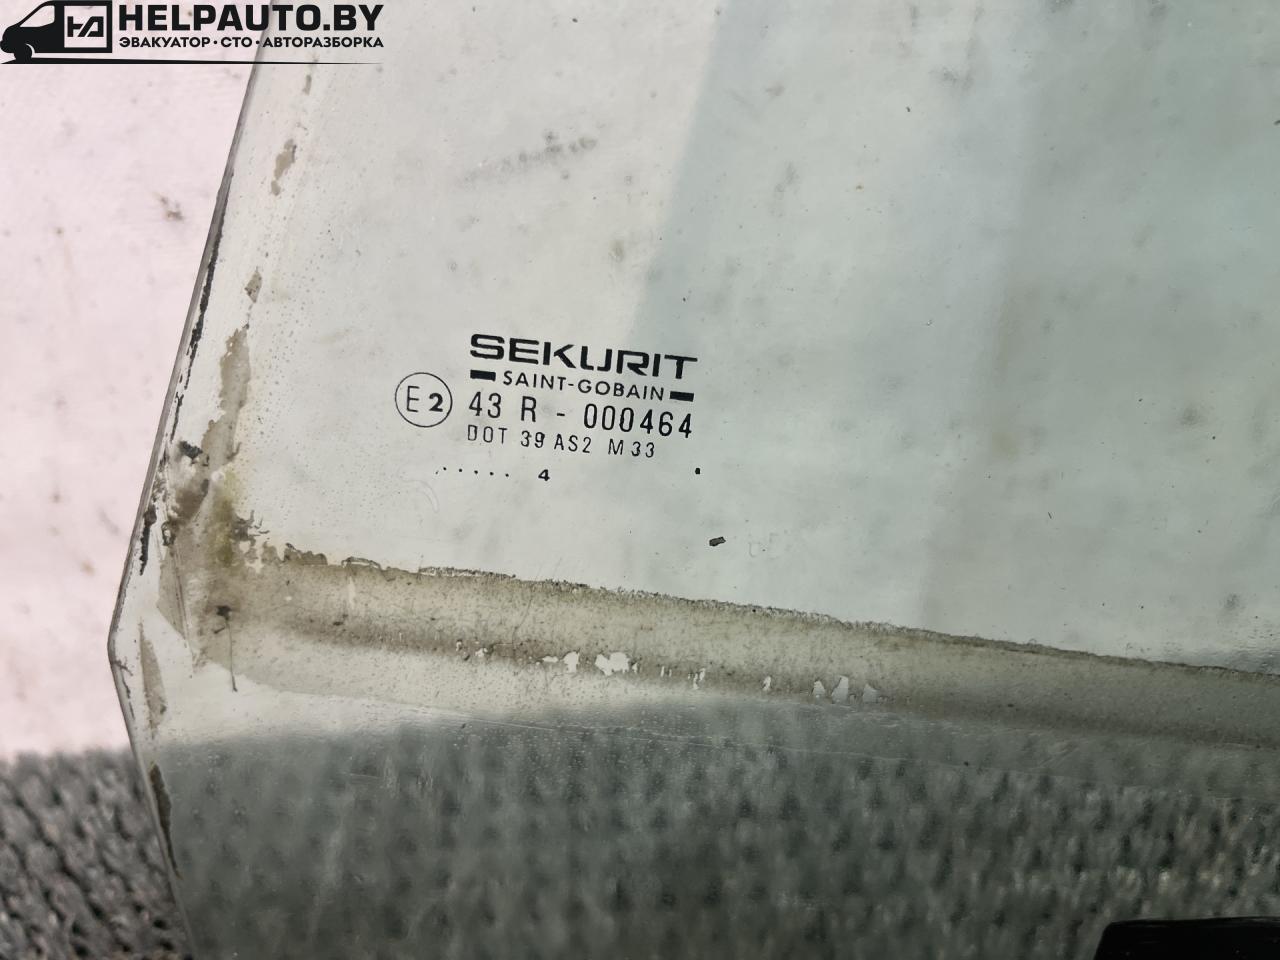 HELPAUTO.BY
ЭВАКУАТОР • СТО • АВТОРАЗБОРКА
SEKURIT
SAINT-GOBAIN
E2 43 R - 000464
DOT 39 AS2 M33
..... 4 .